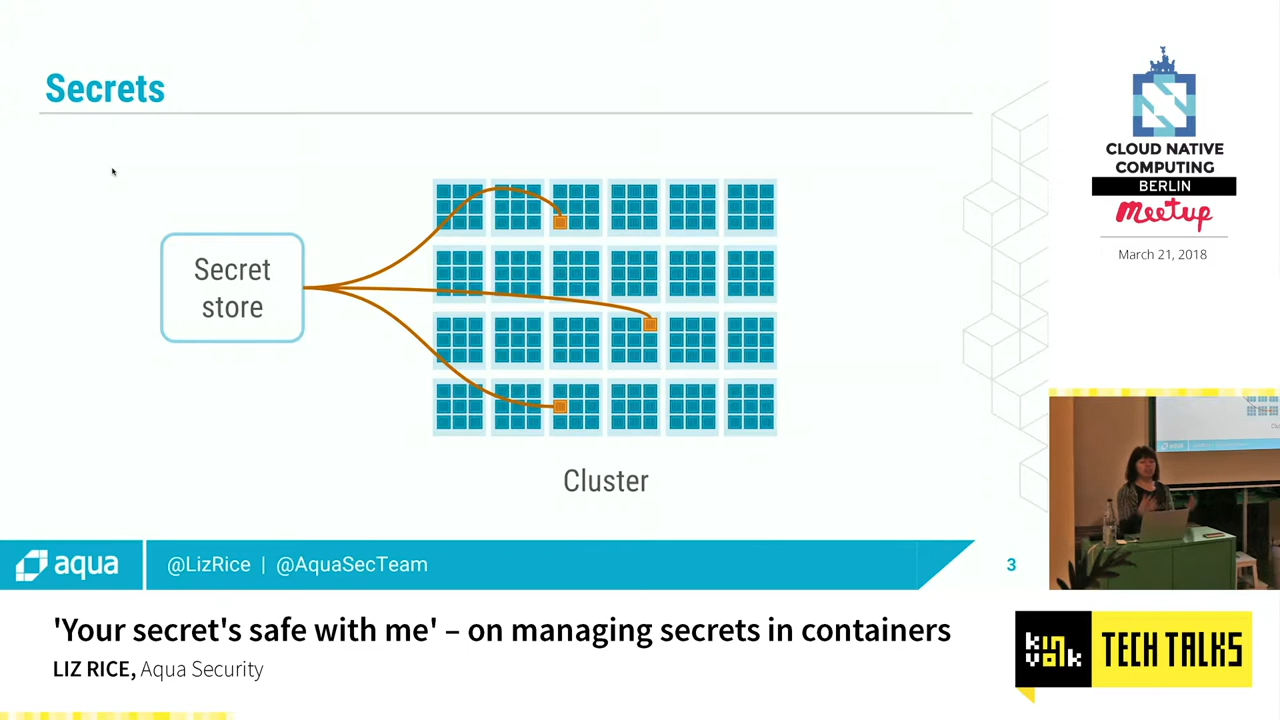 Secrets
Secret
store
Cluster
aqua
@LizRice | @AquaSecTeam
3
CLOUD NATIVE
COMPUTING
BERLIN
Meetup
March 21, 2018
'Your secret's safe with me' – on managing secrets in containers
LIZ RICE, Aqua Security
kinvolk
TECH TALKS